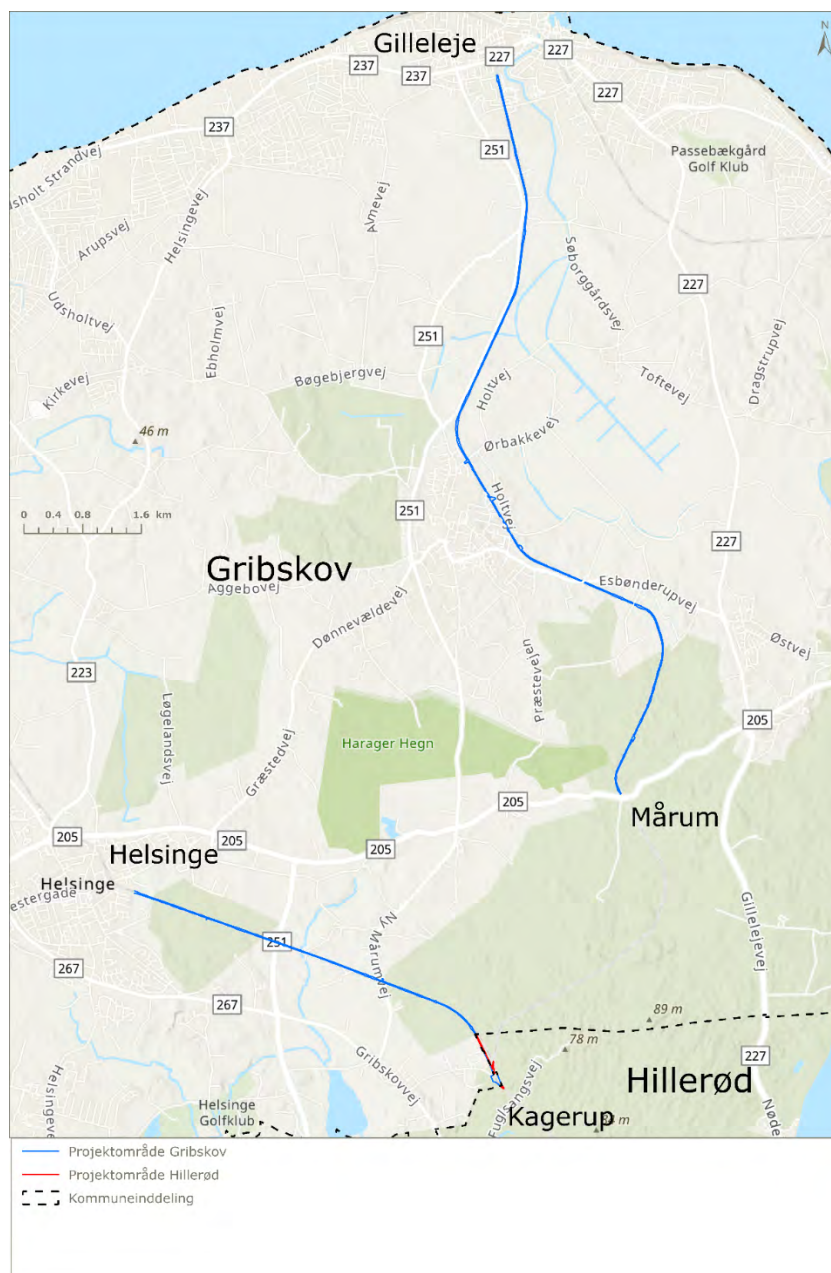 N
Gilleleje
227
227
237
237
227
237
251
Passebækgård
Golf Klub
sholt Strandvej
Almevej
Arupsvej
Helsingevej
Søborggårdsvej
Udsholtvej
227
251
Ebholmvej
Dragstrupvej
Bøgebjergvej
Holtvej
Toftevej
Kirkevej
46 m
Ørbakkevej
0 0.4 0.8 1.6 km
251
Holtvej
227
Gribskov
Aggebovej
Esbønderupvej
Dønnevældevej
Østvej
Præstevejen
223
Løgelandsvej
205
Harager Hegn
Græstedvej
205
Mårum
205
205
205
Helsinge
Helsinge
estergade
Gillelejevej
251
Ny Mårumvej
267
267
89 m
78 m
227
Gribskovvej
Hillerød
Helsingevej
Helsinge
Golfklub
Fuglsangsvej
Nøde
Kagerup
4 m
Projektområde Gribskov
Projektområde Hillerød
Kommuneinddeling